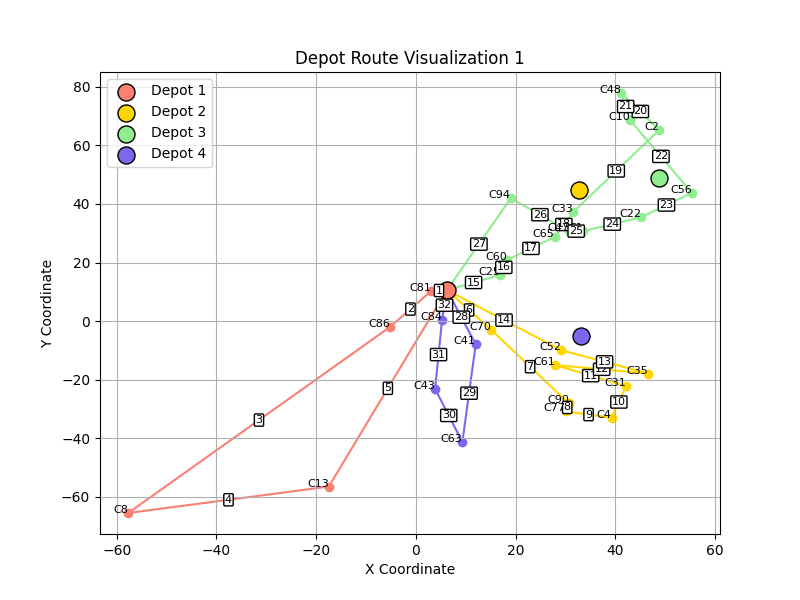 Depot Route Visualization 1
Depot 1
Depot 2
Depot 3
Depot 4
Y Coordinate
80
60
40
20
0
−20
−40
−60
C48
21
20
C10
C2
22
19
C56
C94
23
26
C33
C22
18
24
25
C65
17
27
C60
16
15
C81
1
2
32
6
C84
28
14
C86
C70
31
C41
C52
13
C61
12
7
11
C35
C43
29
C31
5
C90
10
C77
8
30
9
C4
3
C63
C13
4
C8
−60
−40
−20
0
20
40
60
X Coordinate